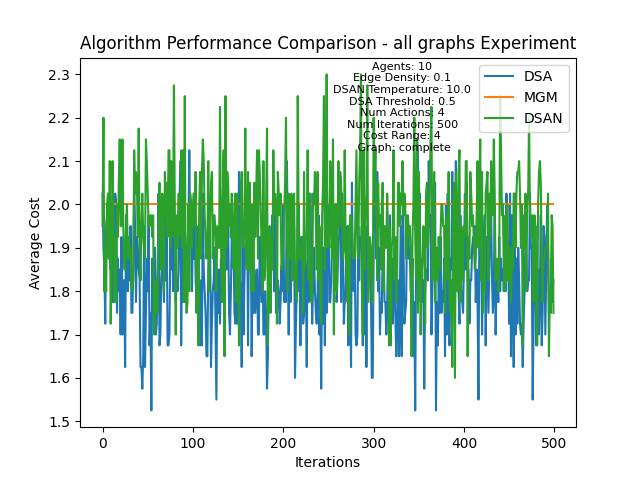 Algorithm Performance Comparison - all graphs Experiment
Agents: 10
Edge Density: 0.1
DSAN Temperature: 10.0
DSA Threshold: 0.5
Num Actions: 4
Num Iterations: 500
Cost Range: 4
Graph: complete
DSA
MGM
DSAN
2.3
2.2
2.1
2.0
1.9
1.8
1.7
1.6
1.5
Average Cost
0
100
200
300
400
500
Iterations